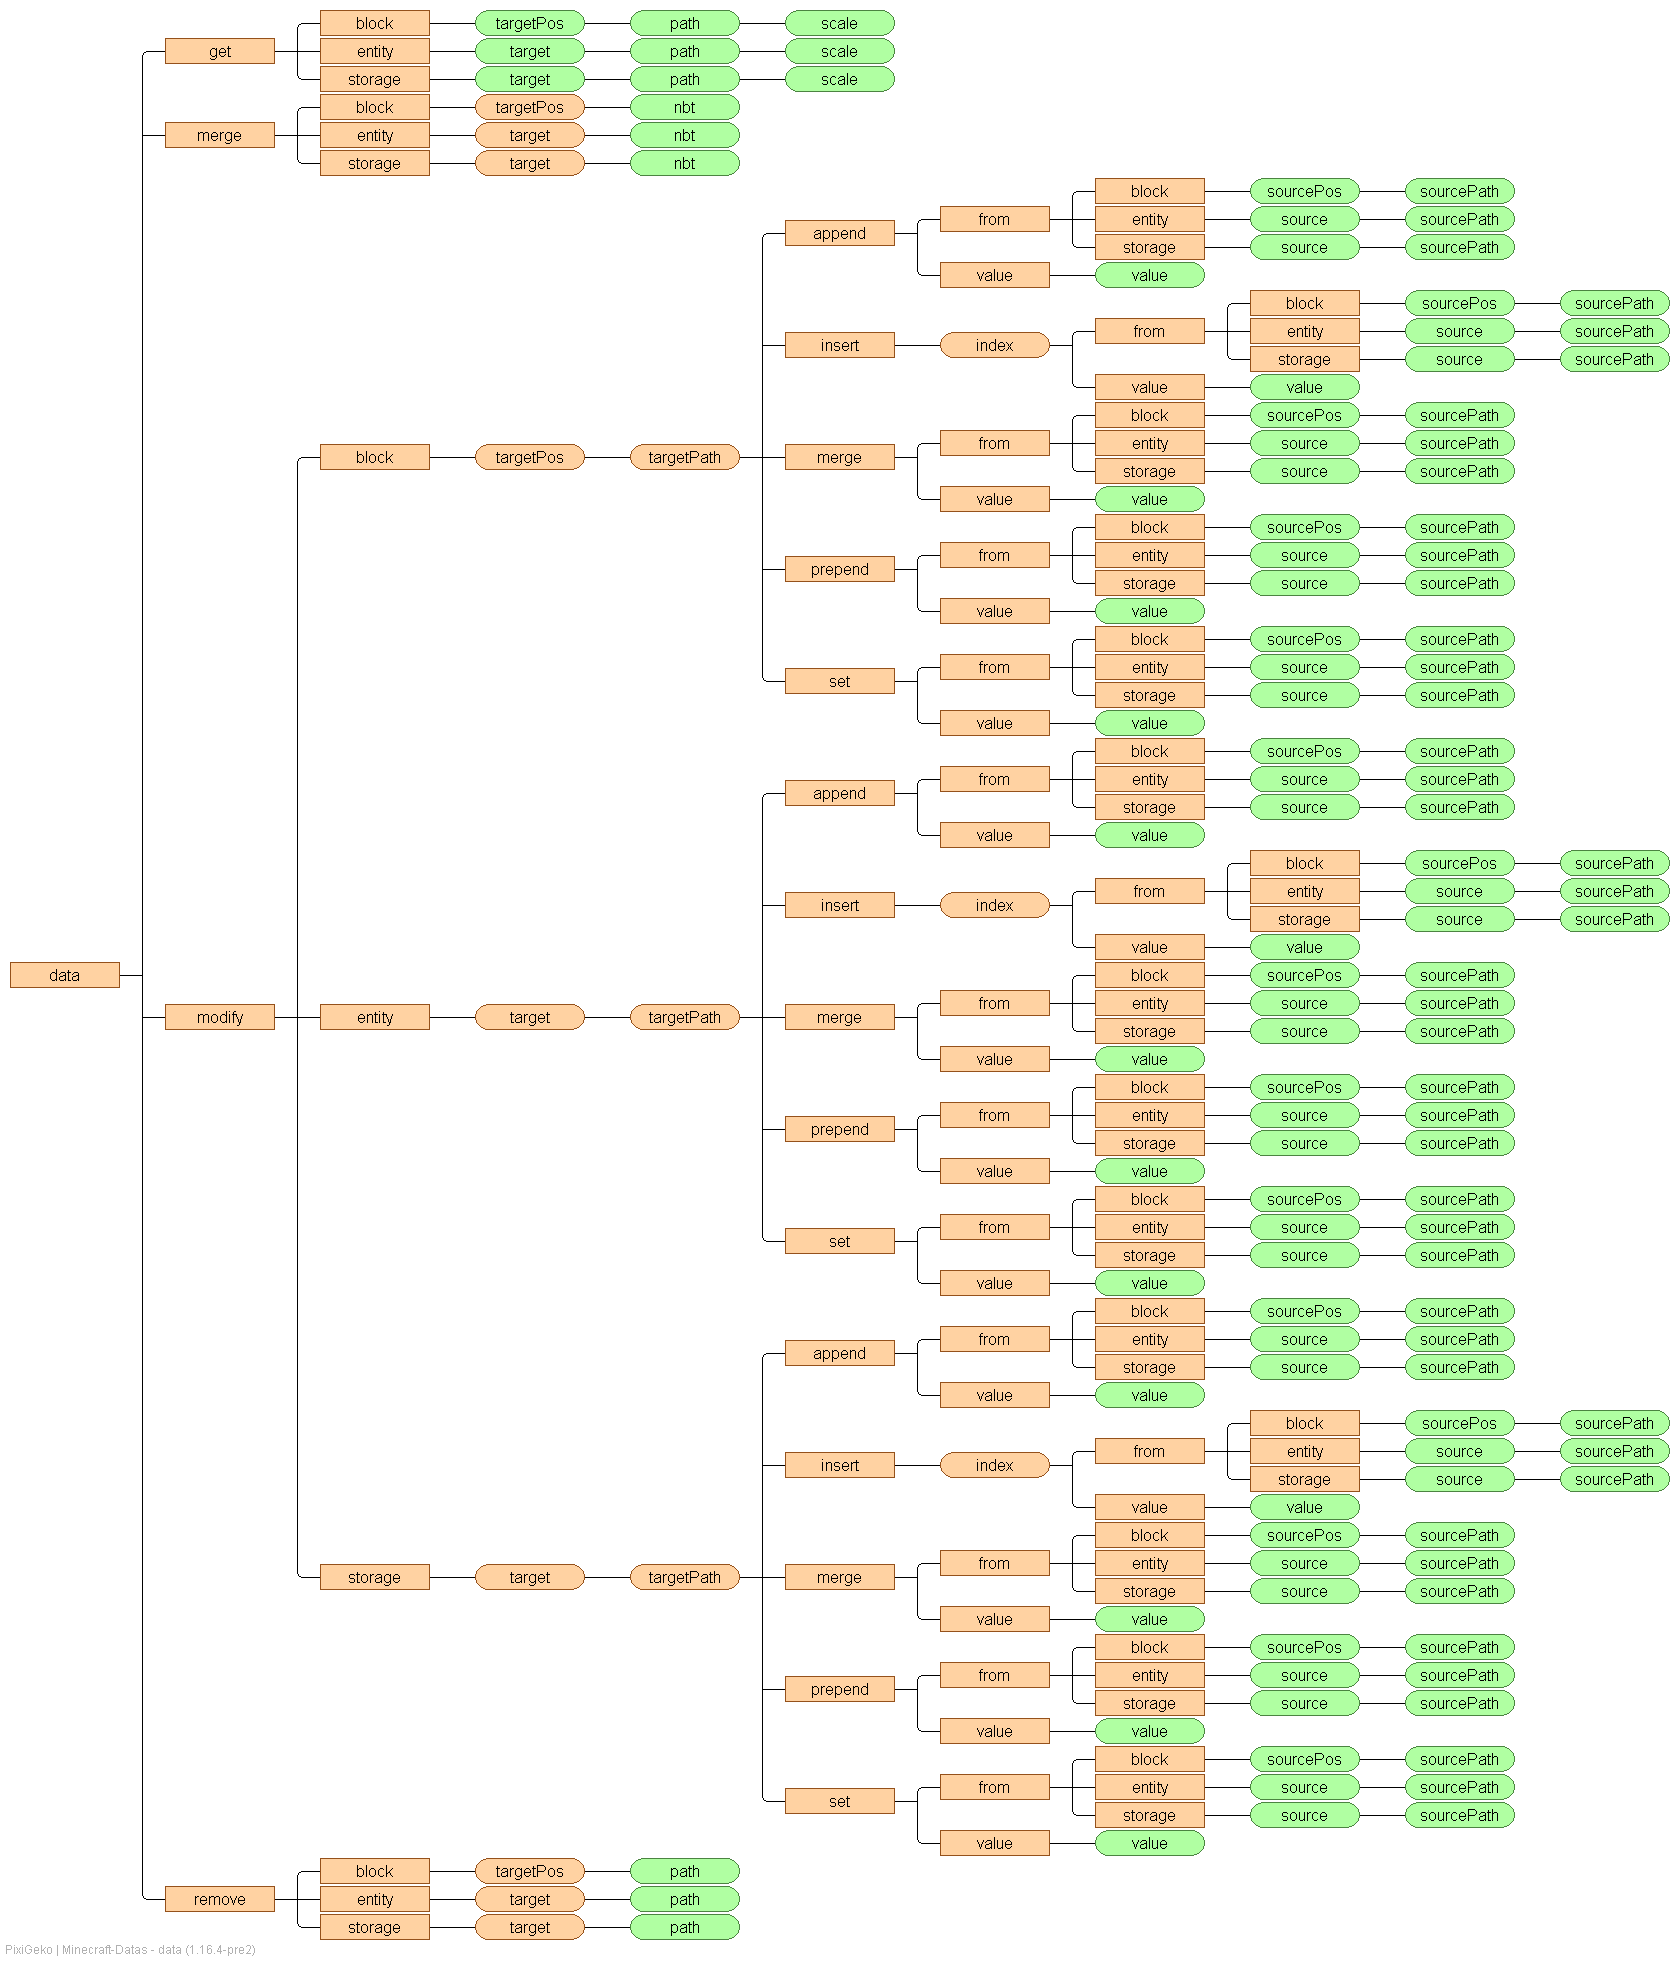 block targetPos path scale
get entity target path scale
storage target path scale
block targetPos nbt
merge entity target nbt
storage target nbt
block sourcePos sourcePath
from entity source sourcePath
append
storage source sourcePath
value value
block sourcePos sourcePath
from entity source sourcePath
insert index
storage source sourcePath
value value
block sourcePos sourcePath
from entity source sourcePath
block targetPos targetPath merge
storage source sourcePath
value value
block sourcePos sourcePath
from entity source sourcePath
prepend
storage source sourcePath
value value
block sourcePos sourcePath
from entity source sourcePath
set
storage source sourcePath
value value
block sourcePos sourcePath
from entity source sourcePath
append
storage source sourcePath
value value
block sourcePos sourcePath
from entity source sourcePath
insert index
storage source sourcePath
value value
data block sourcePos sourcePath
from entity source sourcePath
modify entity target targetPath merge
storage source sourcePath
value value
block sourcePos sourcePath
from entity source sourcePath
prepend
storage source sourcePath
value value
block sourcePos sourcePath
from entity source sourcePath
set
storage source sourcePath
value value
block sourcePos sourcePath
from entity source sourcePath
append
storage source sourcePath
value value
block sourcePos sourcePath
from entity source sourcePath
insert index
storage source sourcePath
value value
block sourcePos sourcePath
from entity source sourcePath
storage target targetPath merge
storage source sourcePath
value value
block sourcePos sourcePath
from entity source sourcePath
prepend
storage source sourcePath
value value
block sourcePos sourcePath
from entity source sourcePath
set
storage source sourcePath
value value
block targetPos path
remove entity target path
storage target path
PixiGeko | Minecraft-Datas - data (1.16.4-pre2)